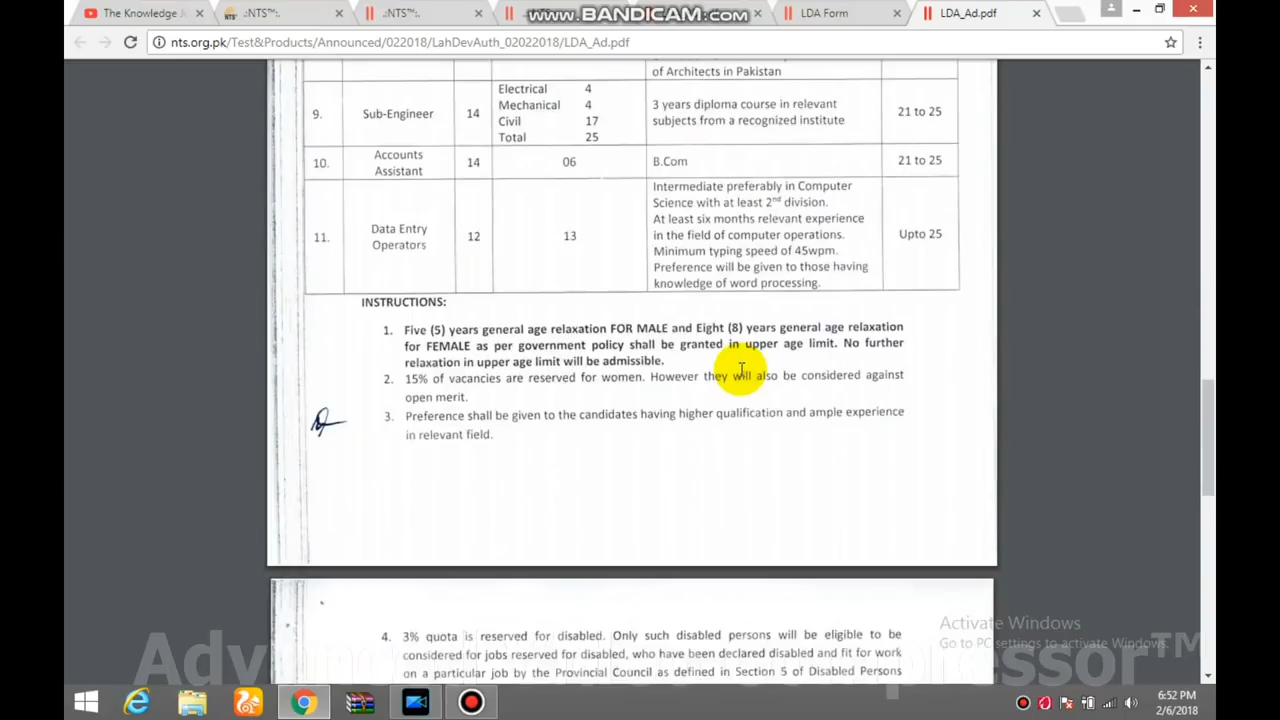 The Knowledge
.:NTS™:.
.:NTS™:.
www.BANDICAM.com
LDA Form
LDA_Ad.pdf
nts.org.pk/Test&Products/Announced/022018/LahDevAuth_02022018/LDA_Ad.pdf
of Architects in Pakistan
9. Sub-Engineer 14
Electrical 4
Mechanical 4
Civil 17
Total 25
3 years diploma course in relevant
subjects from a recognized institute
21 to 25
10. Accounts
Assistant
14 06 B.Com 21 to 25
11. Data Entry
Operators
12 13
Intermediate preferably in Computer
Science with at least 2nd division.
At least six months relevant experience
in the field of computer operations.
Minimum typing speed of 45wpm.
Preference will be given to those having
knowledge of word processing.
Upto 25
INSTRUCTIONS:
1. Five (5) years general age relaxation FOR MALE and Eight (8) years general age relaxation
for FEMALE as per government policy shall be granted in upper age limit. No further
relaxation in upper age limit will be admissible.
2. 15% of vacancies are reserved for women. However they will also be considered against
open merit.
3. Preference shall be given to the candidates having higher qualification and ample experience
in relevant field.
4. 3% quota is reserved for disabled. Only such disabled persons will be eligible to be
considered for jobs reserved for disabled, who have been declared disabled and fit for work
on a particular job by the Provincial Council as defined in Section 5 of Disabled Persons
Activate Windows
Go to PC settings to activate Windows.
6:52 PM
2/6/2018